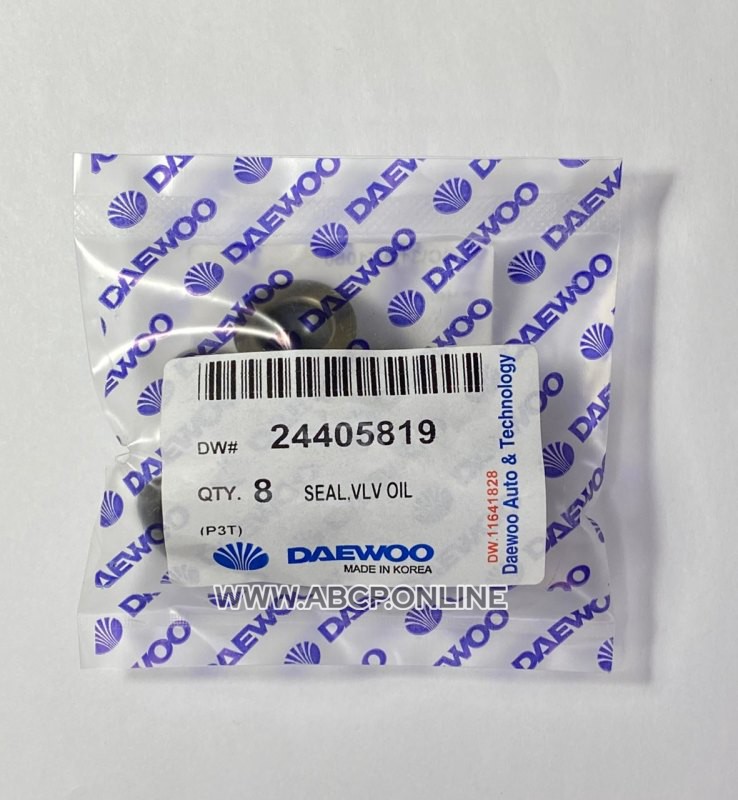 DAEWOO
DW# 24405819
QTY. 8 SEAL.VLV OIL
(P3T)
DAEWOO
MADE IN KOREA
DW.11641828
Daewoo Auto & Technology
WWW.ABCP.ONLINE